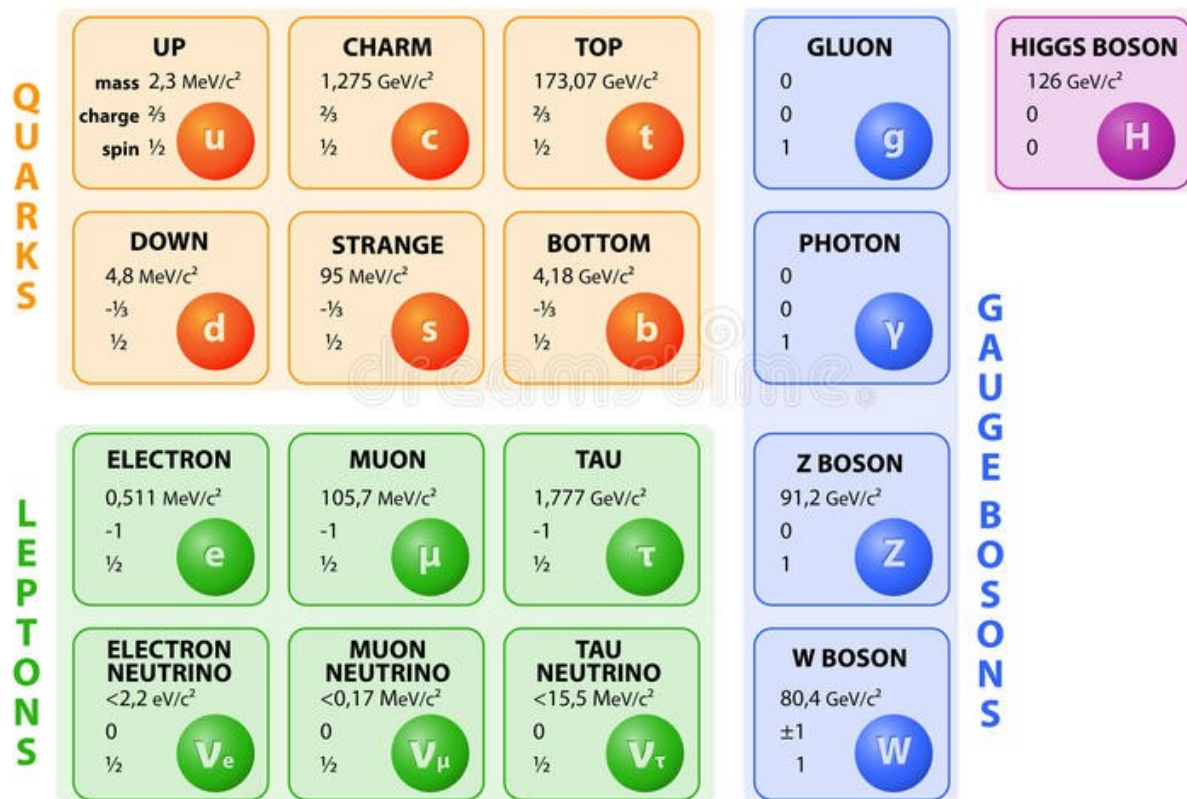 QUARKS
UP
mass 2,3 MeV/c²
charge ⅔
spin ½
u
CHARM
1,275 GeV/c²
⅔
½
c
TOP
173,07 GeV/c²
⅔
½
t
DOWN
4,8 MeV/c²
-⅓
½
d
STRANGE
95 MeV/c²
-⅓
½
s
BOTTOM
4,18 GeV/c²
-⅓
½
b
LEPTONS
ELECTRON
0,511 MeV/c²
-1
½
e
MUON
105,7 MeV/c²
-1
½
μ
TAU
1,777 GeV/c²
-1
½
τ
ELECTRON
NEUTRINO
<2,2 eV/c²
0
½
νe
MUON
NEUTRINO
<0,17 MeV/c²
0
½
νμ
TAU
NEUTRINO
<15,5 MeV/c²
0
½
ντ
GLUON
0
0
1
g
PHOTON
0
0
1
γ
Z BOSON
91,2 GeV/c²
0
1
Z
W BOSON
80,4 GeV/c²
±1
1
W
GAUGE BOSONS
HIGGS BOSON
126 GeV/c²
0
0
H
dreamstime